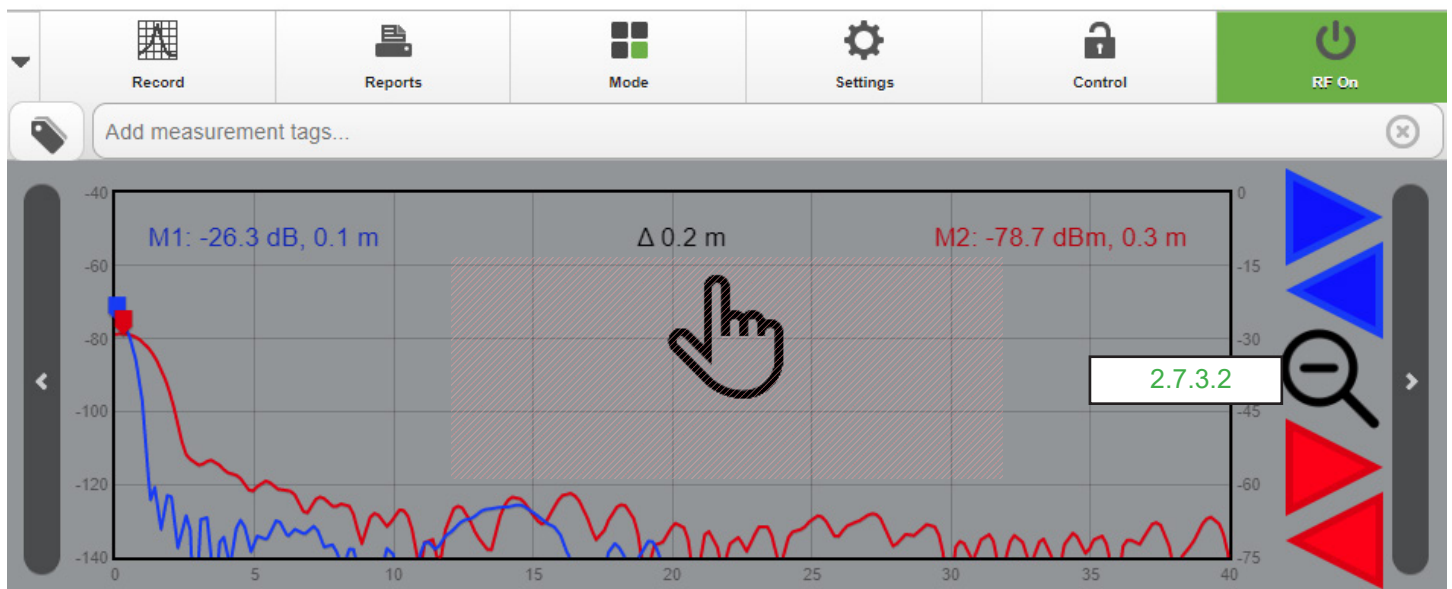 Record
Reports
Mode
Settings
Control
RF On
Add measurement tags...
M1: -26.3 dB, 0.1 m
Δ 0.2 m
M2: -78.7 dBm, 0.3 m
-40
-60
-80
-100
-120
-140
0
-15
-30
2.7.3.2
-45
-60
-75
0 5 10 15 20 25 30 35 40